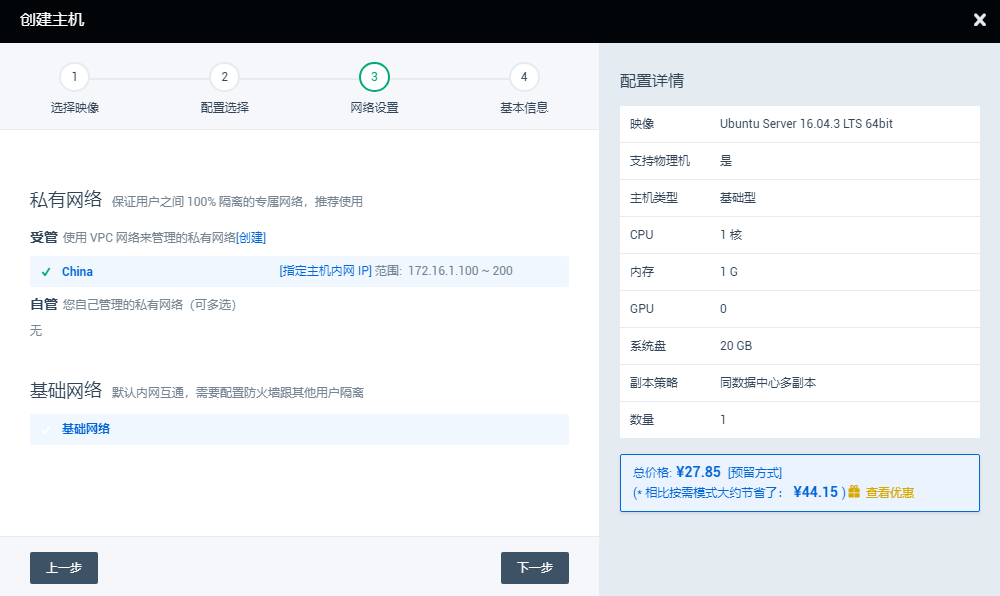 创建主机
1
2
3
4
选择映像
配置选择
网络设置
基本信息
私有网络 保证用户之间 100% 隔离的专属网络，推荐使用
受管 使用 VPC 网络来管理的私有网络[创建]
China [指定主机内网 IP] 范围: 172.16.1.100 ~ 200
自管 您自己管理的私有网络（可多选）
无
基础网络 默认内网互通，需要配置防火墙跟其他用户隔离
基础网络
上一步
下一步
配置详情
映像 Ubuntu Server 16.04.3 LTS 64bit
支持物理机 是
主机类型 基础型
CPU 1 核
内存 1 G
GPU 0
系统盘 20 GB
副本策略 同数据中心多副本
数量 1
总价格: ¥27.85 [预留方式]
(* 相比按需模式大约节省了： ¥44.15 ) 查看优惠